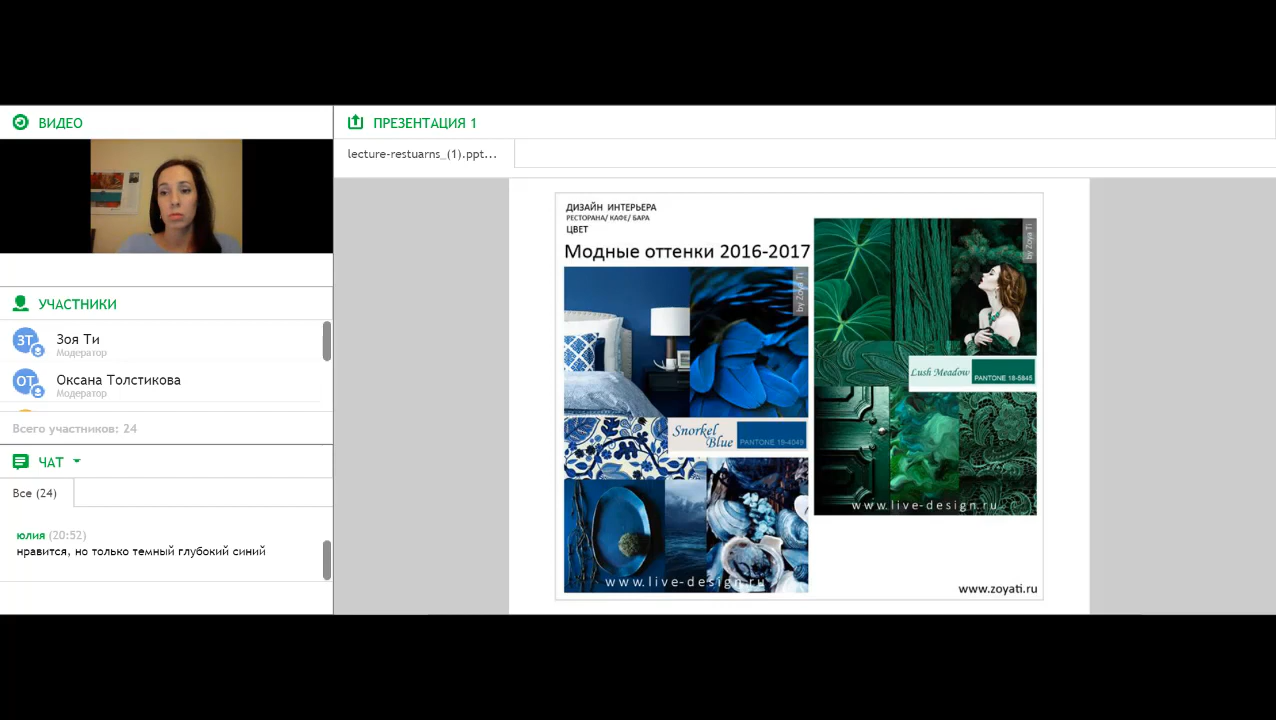 ВИДЕО
УЧАСТНИКИ
ЗТ
Зоя Ти
Модератор
ОТ
Оксана Толстикова
Модератор
Всего участников: 24
ЧАТ
Все (24)
юлия (20:52)
нравится, но только темный глубокий синий
ПРЕЗЕНТАЦИЯ 1
lecture-restuarns_(1).ppt...
ДИЗАЙН ИНТЕРЬЕРА
РЕСТОРАНА/ КАФЕ/ БАРА
ЦВЕТ
Модные оттенки 2016-2017
by Zoya Ti
Snorkel
Blue
PANTONE 19-4049
www.live-design.ru
by Zoya Ti
Lush Meadow
PANTONE 18-5845
www.live-design.ru
www.zoyati.ru